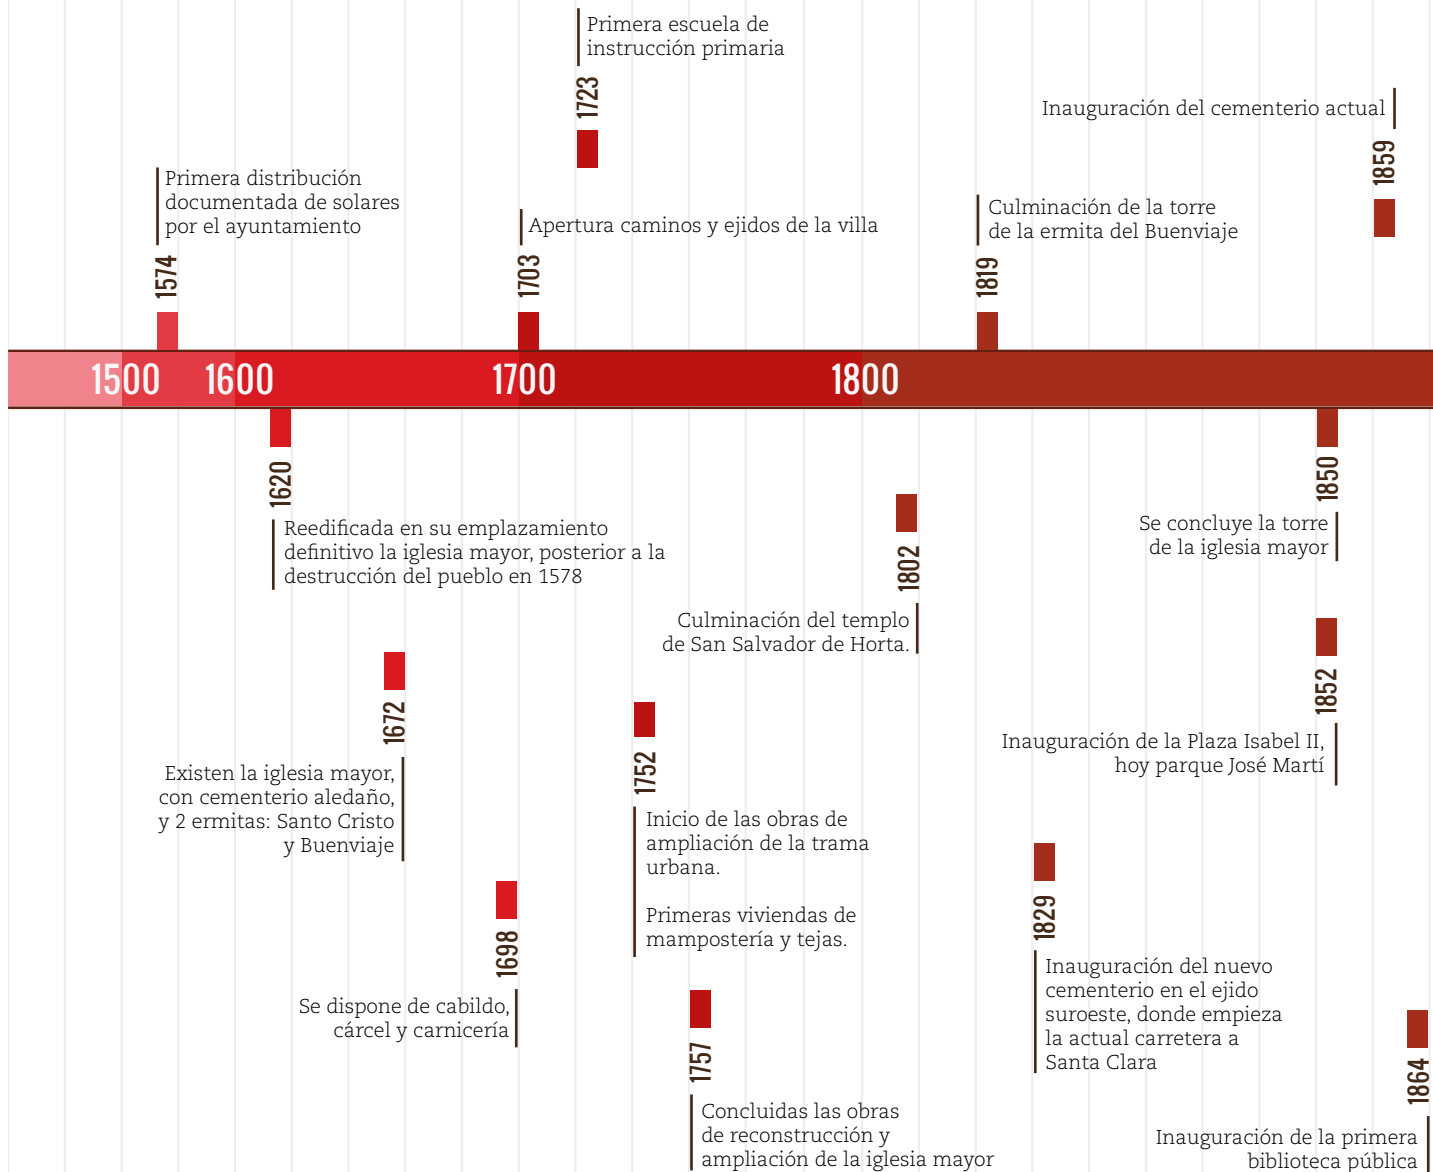 Primera escuela de
instrucción primaria
1723
Inauguración del cementerio actual
1859
Primera distribución
documentada de solares
por el ayuntamiento
1574
Apertura caminos y ejidos de la villa
1703
Culminación de la torre
de la ermita del Buenviaje
1819
1500
1600
1700
1800
1620
Reedificada en su emplazamiento
definitivo la iglesia mayor, posterior a la
destrucción del pueblo en 1578
1850
Se concluye la torre
de la iglesia mayor
1802
Culminación del templo
de San Salvador de Horta.
1672
Existen la iglesia mayor,
con cementerio aledaño,
y 2 ermitas: Santo Cristo
y Buenviaje
1852
Inauguración de la Plaza Isabel II,
hoy parque José Martí
1752
Inicio de las obras de
ampliación de la trama
urbana.
Primeras viviendas de
mampostería y tejas.
1698
Se dispone de cabildo,
cárcel y carnicería
1829
Inauguración del nuevo
cementerio en el ejido
suroeste, donde empieza
la actual carretera a
Santa Clara
1757
Concluidas las obras
de reconstrucción y
ampliación de la iglesia mayor
1864
Inauguración de la primera
biblioteca pública